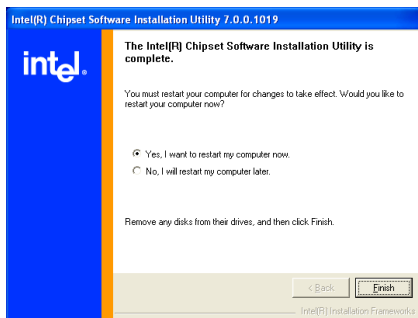 Intel(R) Chipset Software Installation Utility 7.0.0.1019
intel.
The Intel(R) Chipset Software Installation Utility is
complete.
You must restart your computer for changes to take effect. Would you like to
restart your computer now?
Yes, I want to restart my computer now.
No, I will restart my computer later.
Remove any disks from their drives, and then click Finish.
< Back
Finish
Intel(R) Installation Frameworks